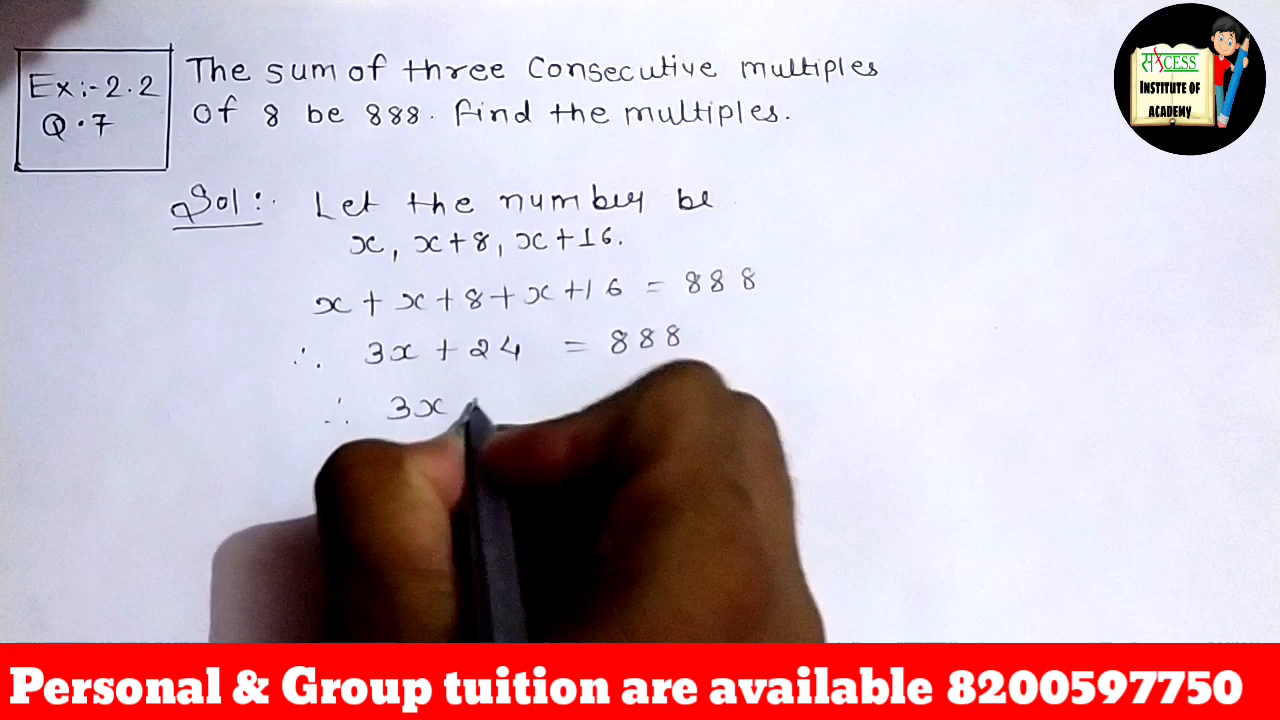 Ex:-2.2
Q.7
The sum of three Consecutive multiples
of 8 be 888. find the multiples.
Sol:. Let the number be
x, x+8, x+16.
x + x + 8 + x + 16 = 888
∴ 3x + 24 = 888
∴ 3x
सक્સCESS
INSTITUTE OF
ACADEMY
Personal & Group tuition are available 8200597750